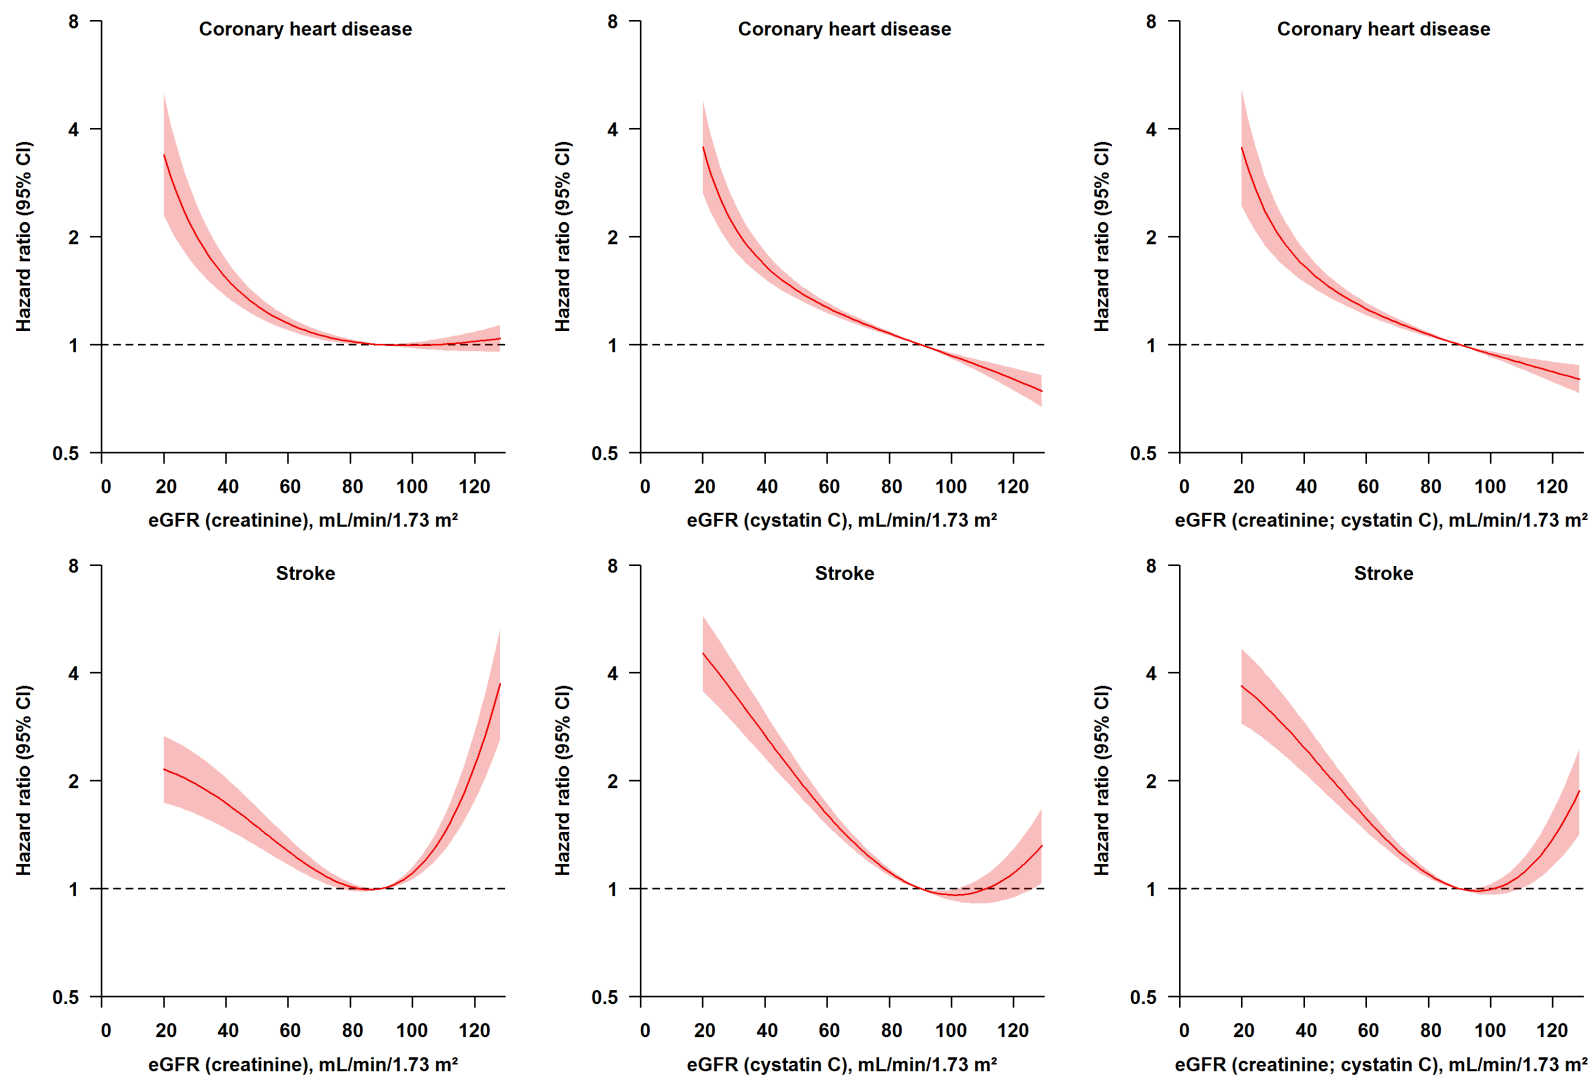 Coronary heart disease
8
4
2
1
0.5
Hazard ratio (95% CI)
0 20 40 60 80 100 120
eGFR (creatinine), mL/min/1.73 m²
Coronary heart disease
8
4
2
1
0.5
Hazard ratio (95% CI)
0 20 40 60 80 100 120
eGFR (cystatin C), mL/min/1.73 m²
Coronary heart disease
8
4
2
1
0.5
Hazard ratio (95% CI)
0 20 40 60 80 100 120
eGFR (creatinine; cystatin C), mL/min/1.73 m²
Stroke
8
4
2
1
0.5
Hazard ratio (95% CI)
0 20 40 60 80 100 120
eGFR (creatinine), mL/min/1.73 m²
Stroke
8
4
2
1
0.5
Hazard ratio (95% CI)
0 20 40 60 80 100 120
eGFR (cystatin C), mL/min/1.73 m²
Stroke
8
4
2
1
0.5
Hazard ratio (95% CI)
0 20 40 60 80 100 120
eGFR (creatinine; cystatin C), mL/min/1.73 m²